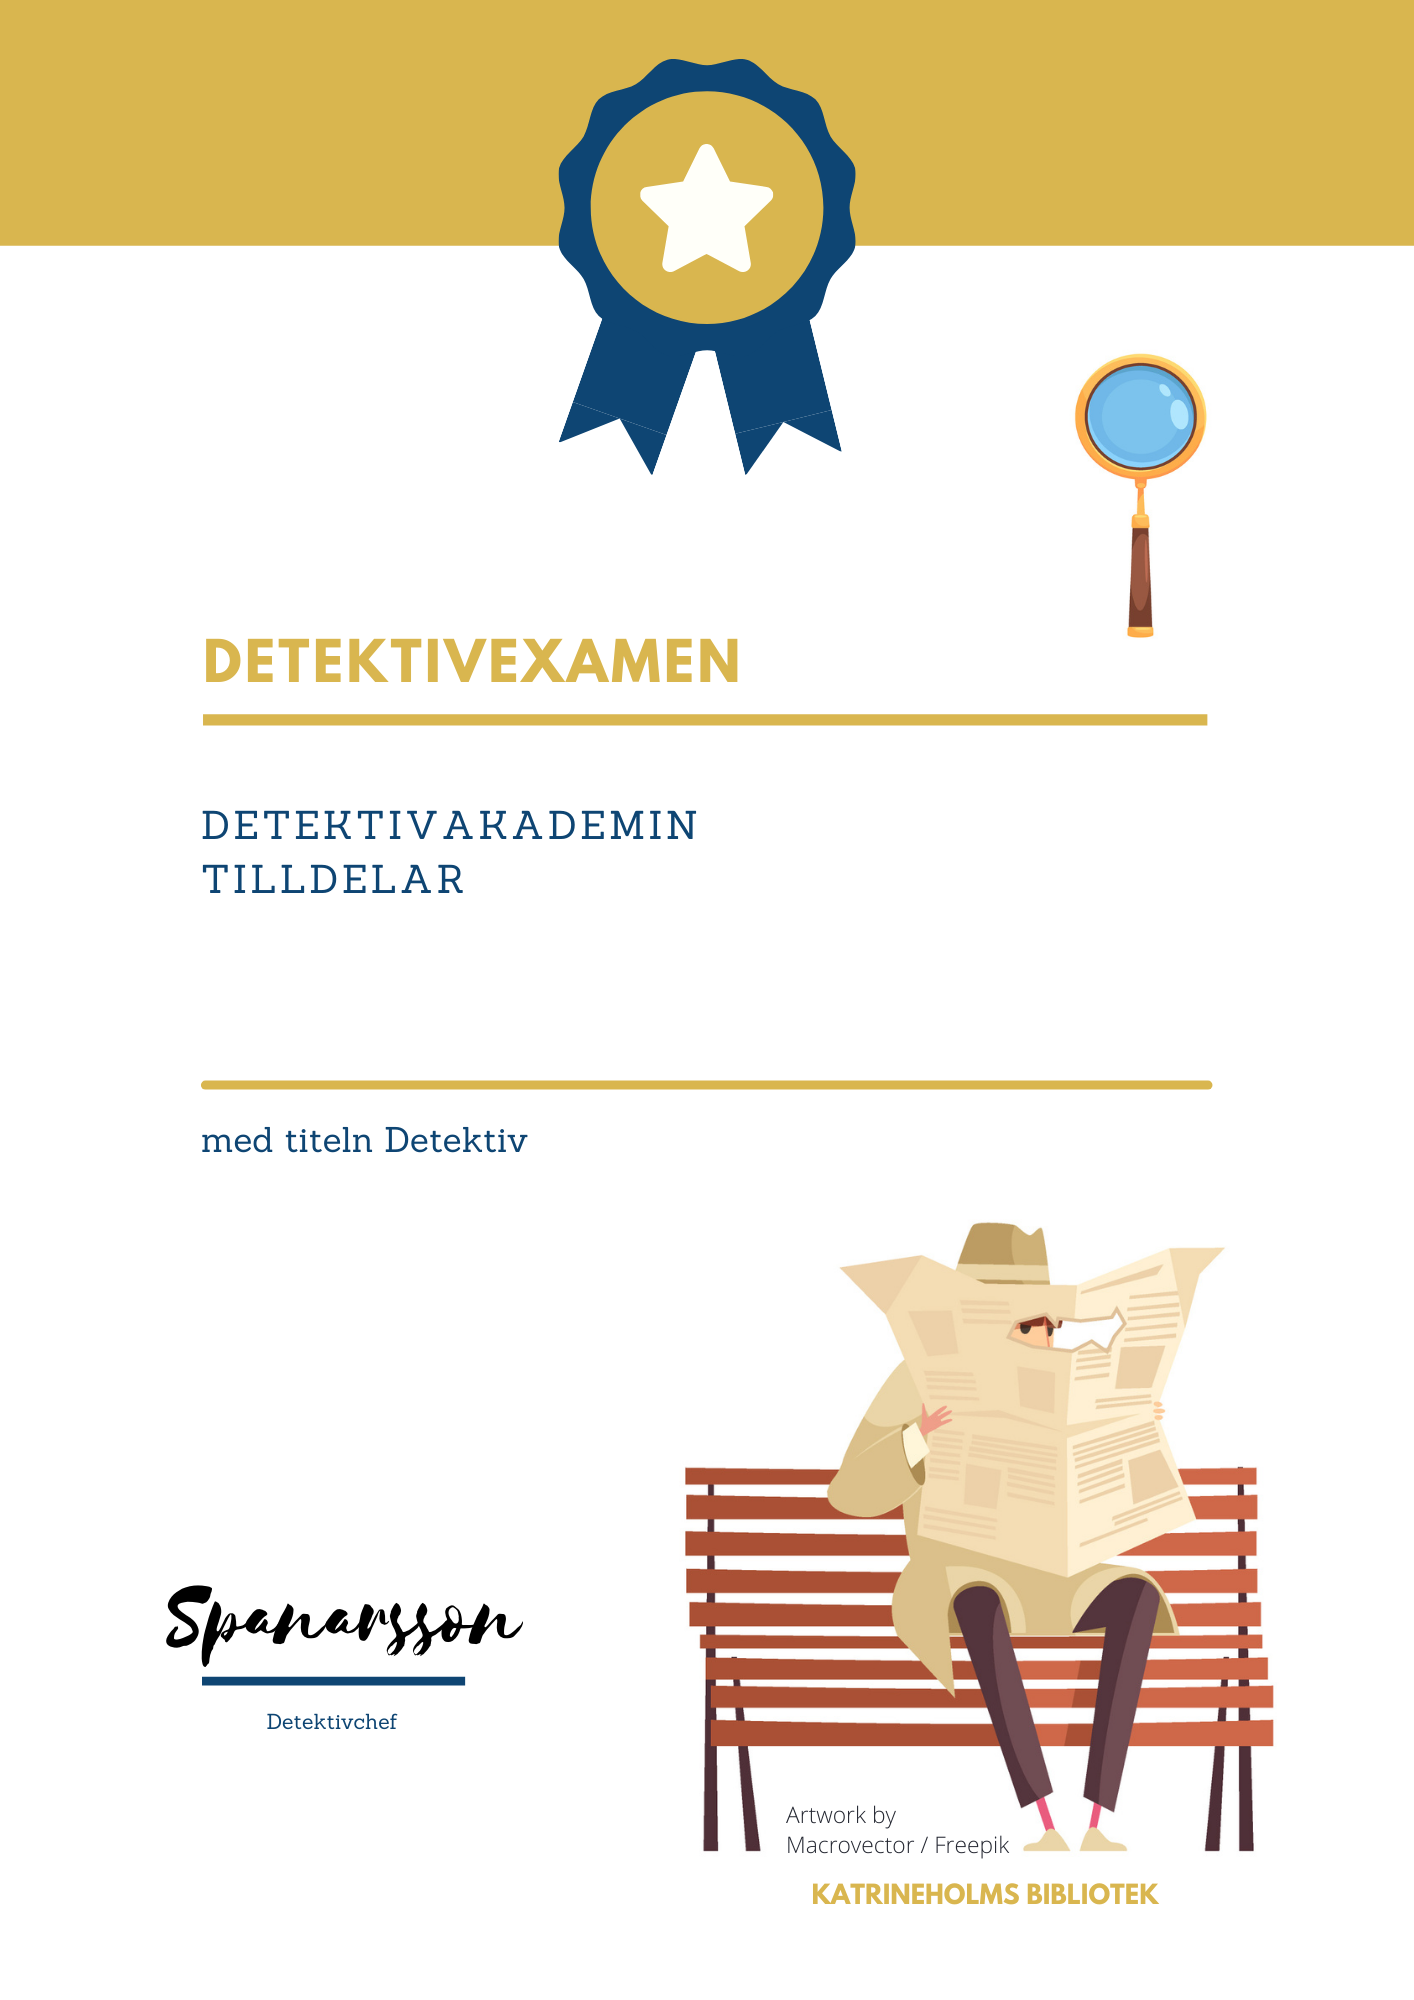 DETEKTIVEXAMEN
DETEKTIVAKADEMIN
TILLDELAR
med titeln Detektiv
Spanarsson
Detektivchef
Artwork by
Macrovector / Freepik
KATRINEHOLMS BIBLIOTEK